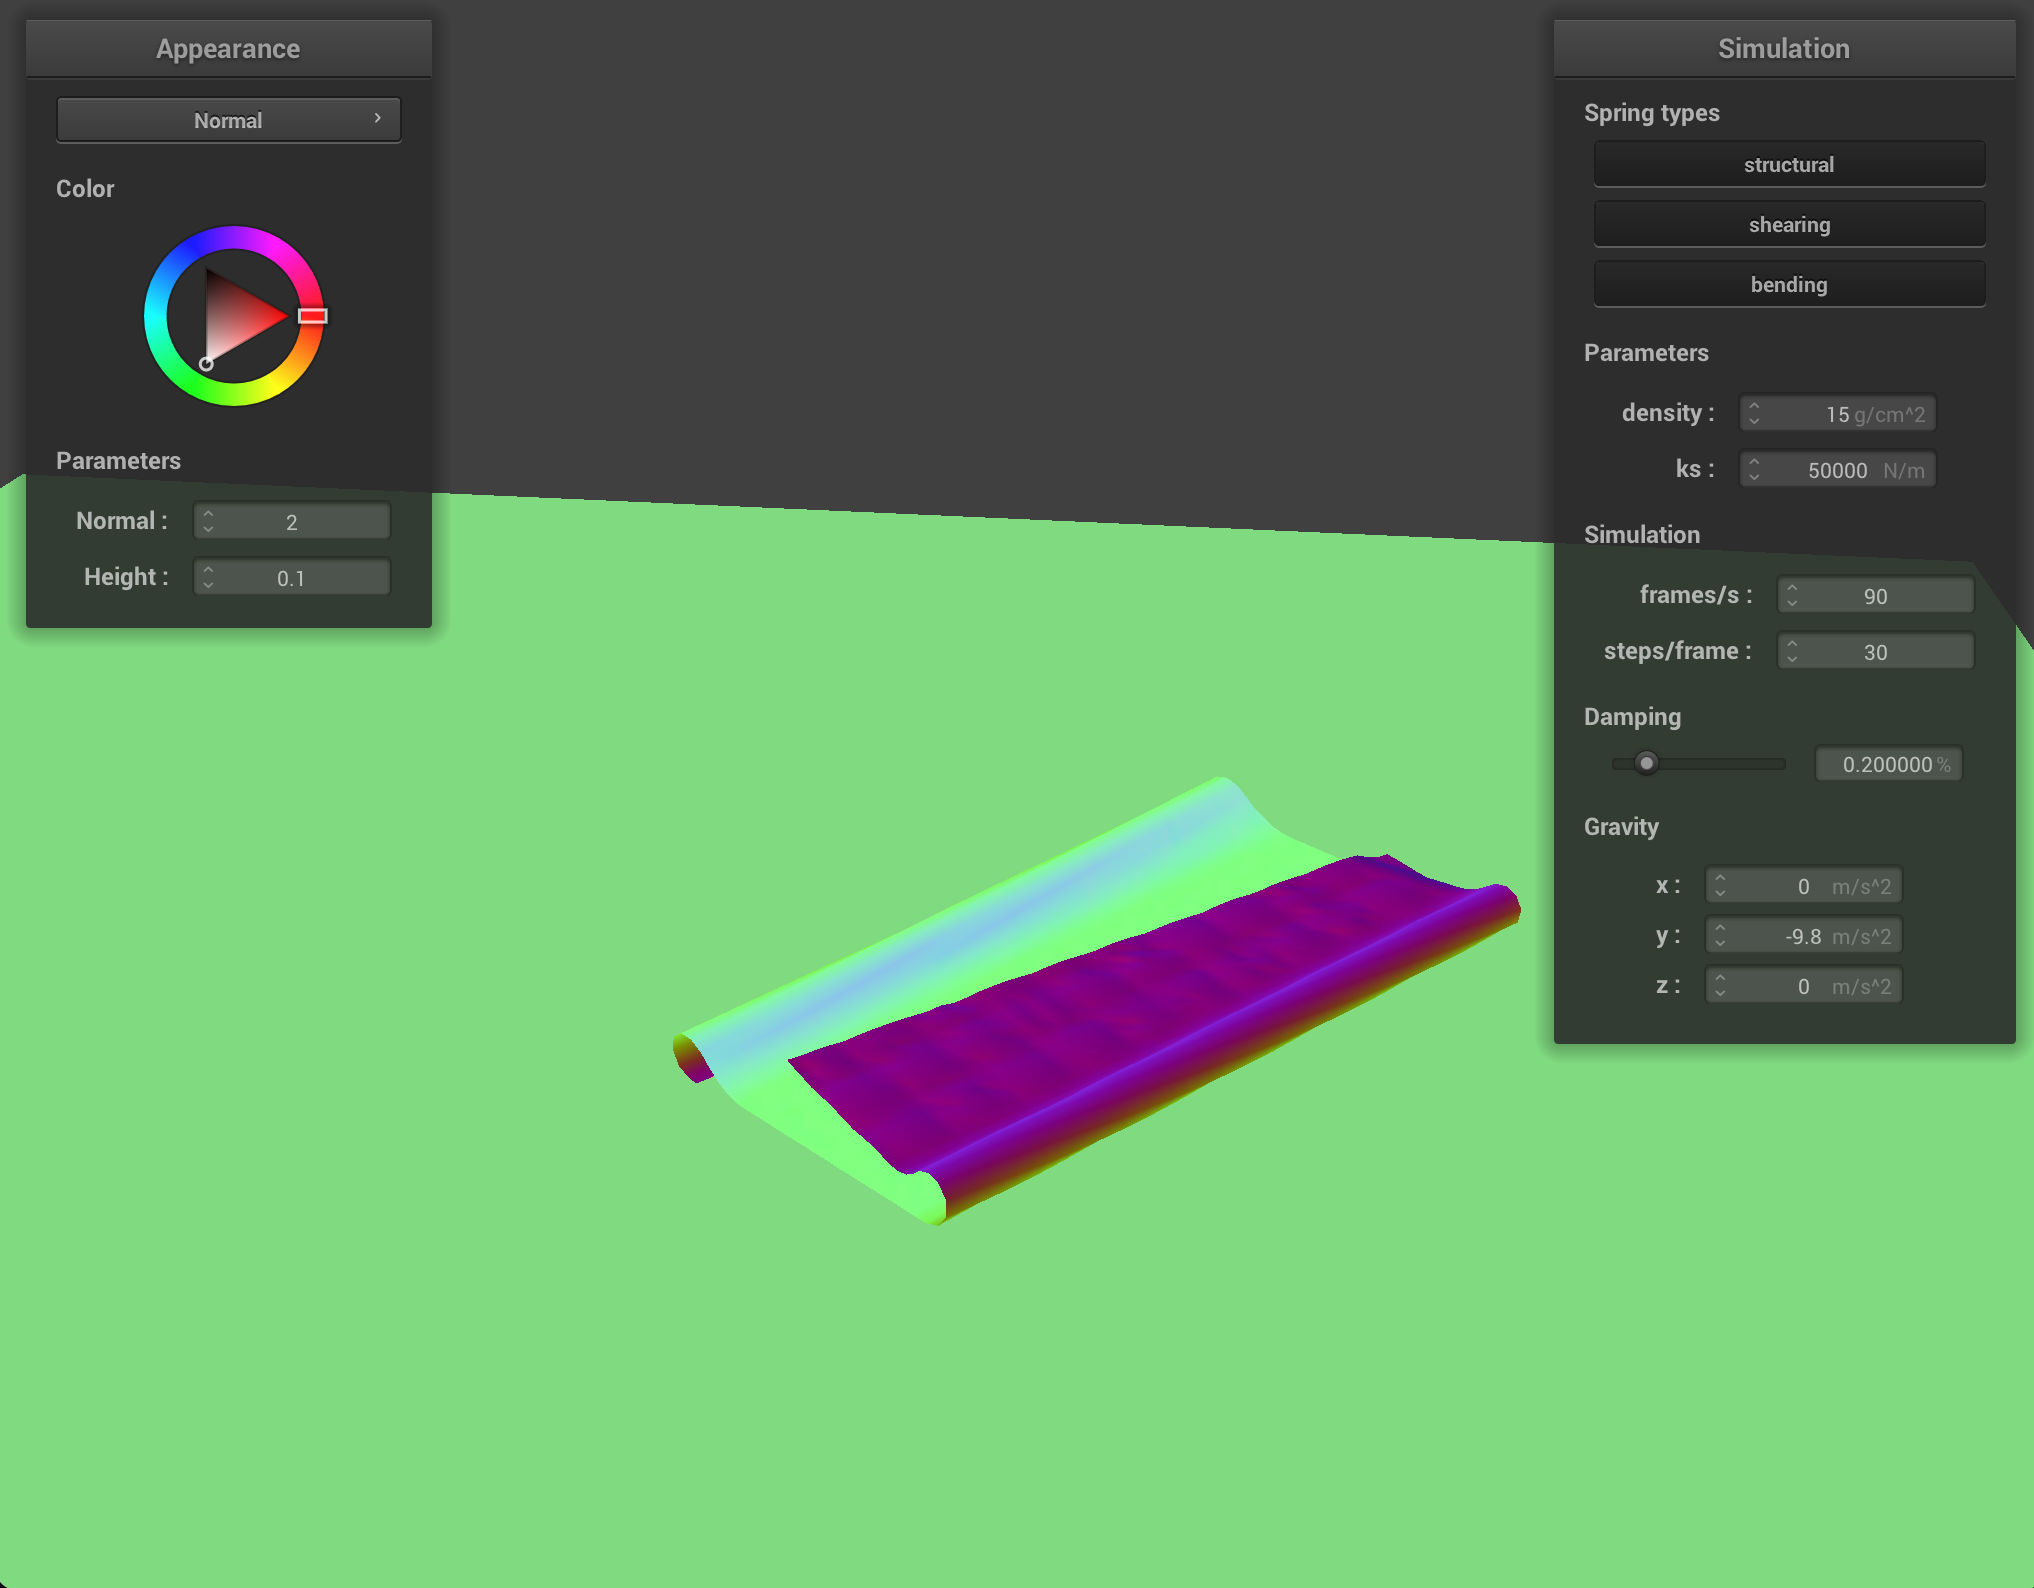 Appearance
Normal
Color
Parameters
Normal : 2
Height : 0.1
Simulation
Spring types
structural
shearing
bending
Parameters
density : 15 g/cm^2
ks : 50000 N/m
Simulation
frames/s : 90
steps/frame : 30
Damping
0.200000 %
Gravity
x : 0 m/s^2
y : -9.8 m/s^2
z : 0 m/s^2